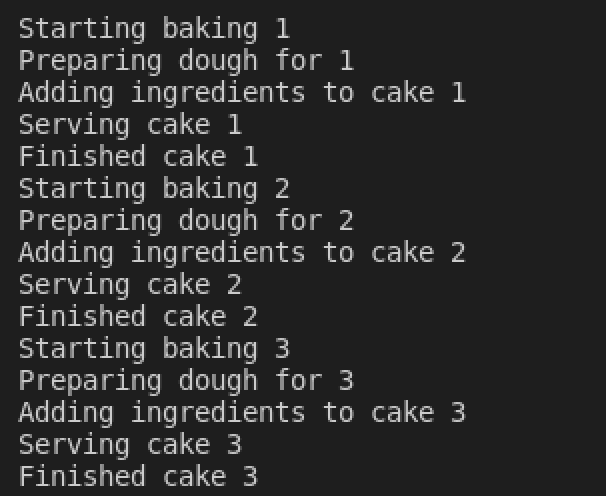 Starting baking 1
Preparing dough for 1
Adding ingredients to cake 1
Serving cake 1
Finished cake 1
Starting baking 2
Preparing dough for 2
Adding ingredients to cake 2
Serving cake 2
Finished cake 2
Starting baking 3
Preparing dough for 3
Adding ingredients to cake 3
Serving cake 3
Finished cake 3